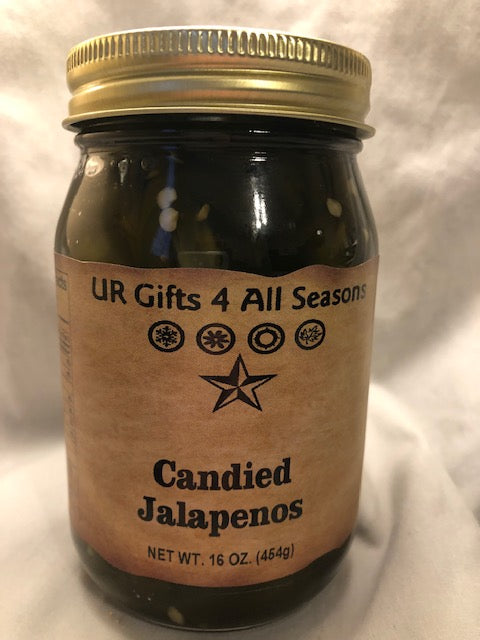 UR Gifts 4 All Seasons
Candied
Jalapenos
NET WT. 16 OZ. (454g)